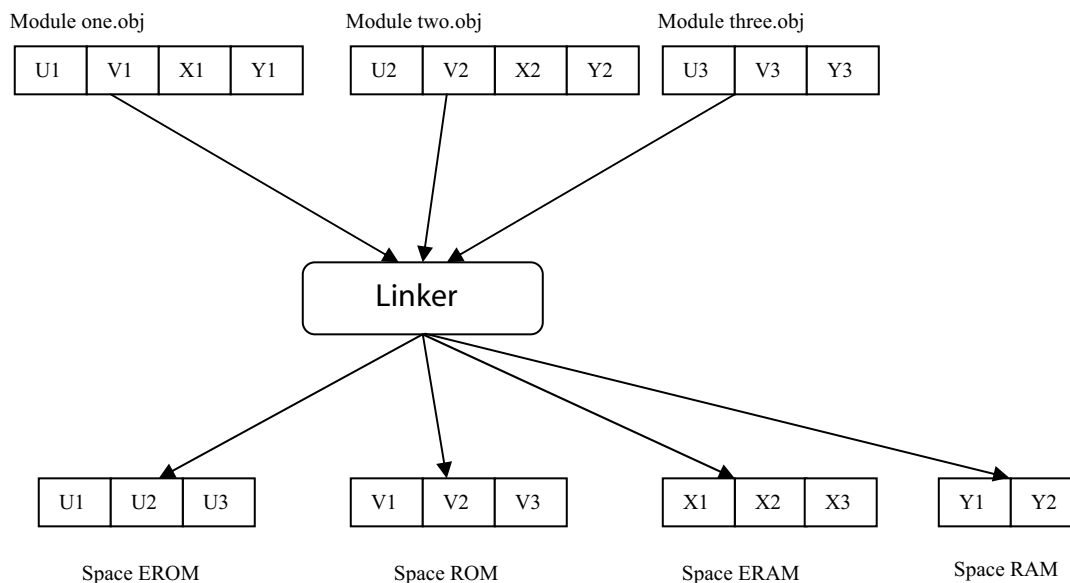 Module one.obj
Module two.obj
Module three.obj
U1 V1 X1 Y1
U2 V2 X2 Y2
U3 V3 Y3
Linker
U1 U2 U3
V1 V2 V3
X1 X2 X3
Y1 Y2
Space EROM
Space ROM
Space ERAM
Space RAM